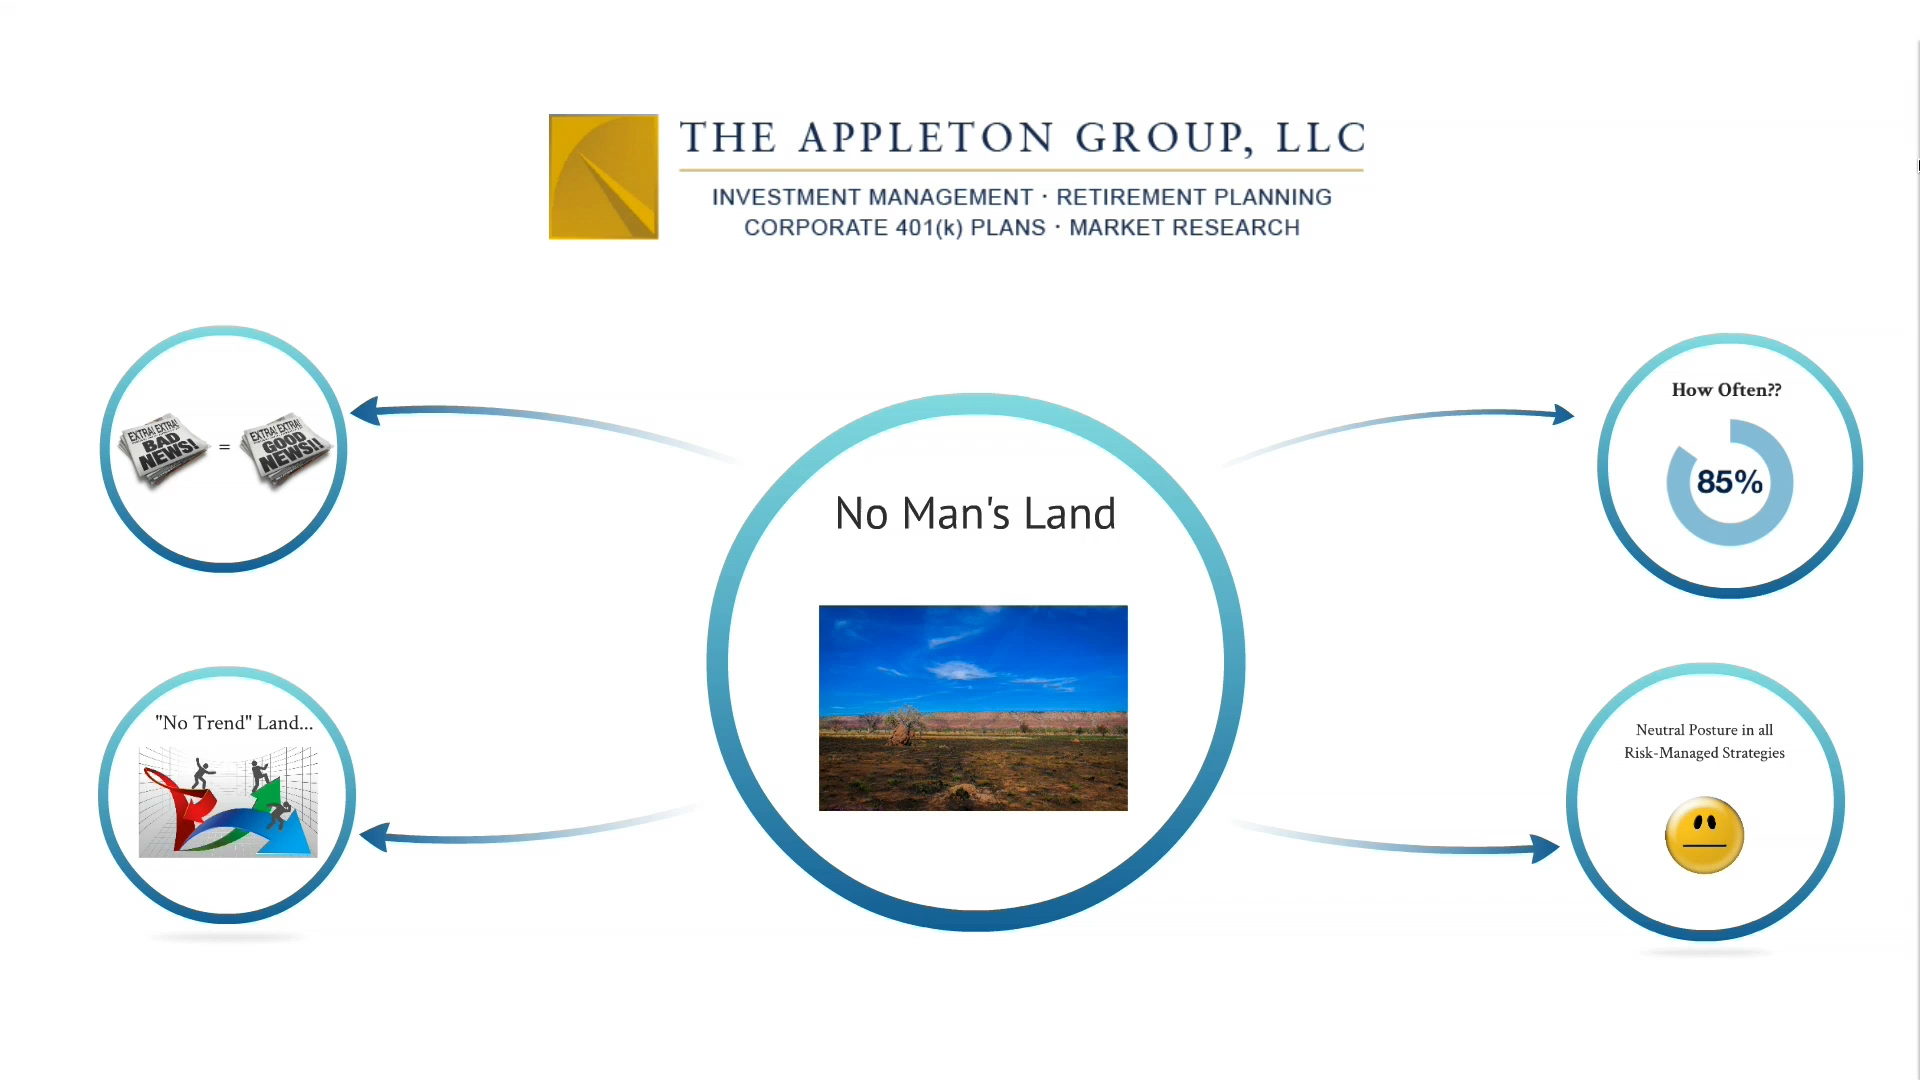 THE APPLETON GROUP, LLC
INVESTMENT MANAGEMENT · RETIREMENT PLANNING
CORPORATE 401(k) PLANS · MARKET RESEARCH
EXTRA! EXTRA!
BAD
NEWS!
=
EXTRA! EXTRA!
GOOD
NEWS!!
How Often??
85%
No Man's Land
"No Trend" Land...
Neutral Posture in all
Risk-Managed Strategies